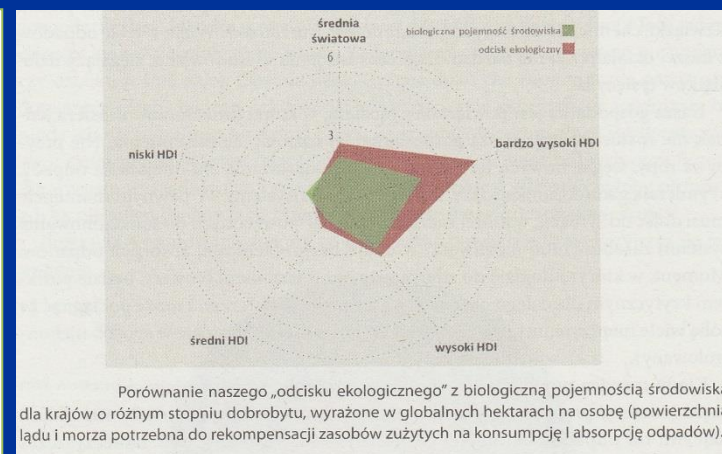 średnia
światowa
biologiczna pojemność środowiska
odcisk ekologiczny
6
3
niski HDI
bardzo wysoki HDI
średni HDI
wysoki HDI
Porównanie naszego „odcisku ekologicznego” z biologiczną pojemnością środowiska
dla krajów o różnym stopniu dobrobytu, wyrażone w globalnych hektarach na osobę (powierzchnia
lądu i morza potrzebna do rekompensacji zasobów zużytych na konsumpcję I absorpcję odpadów).